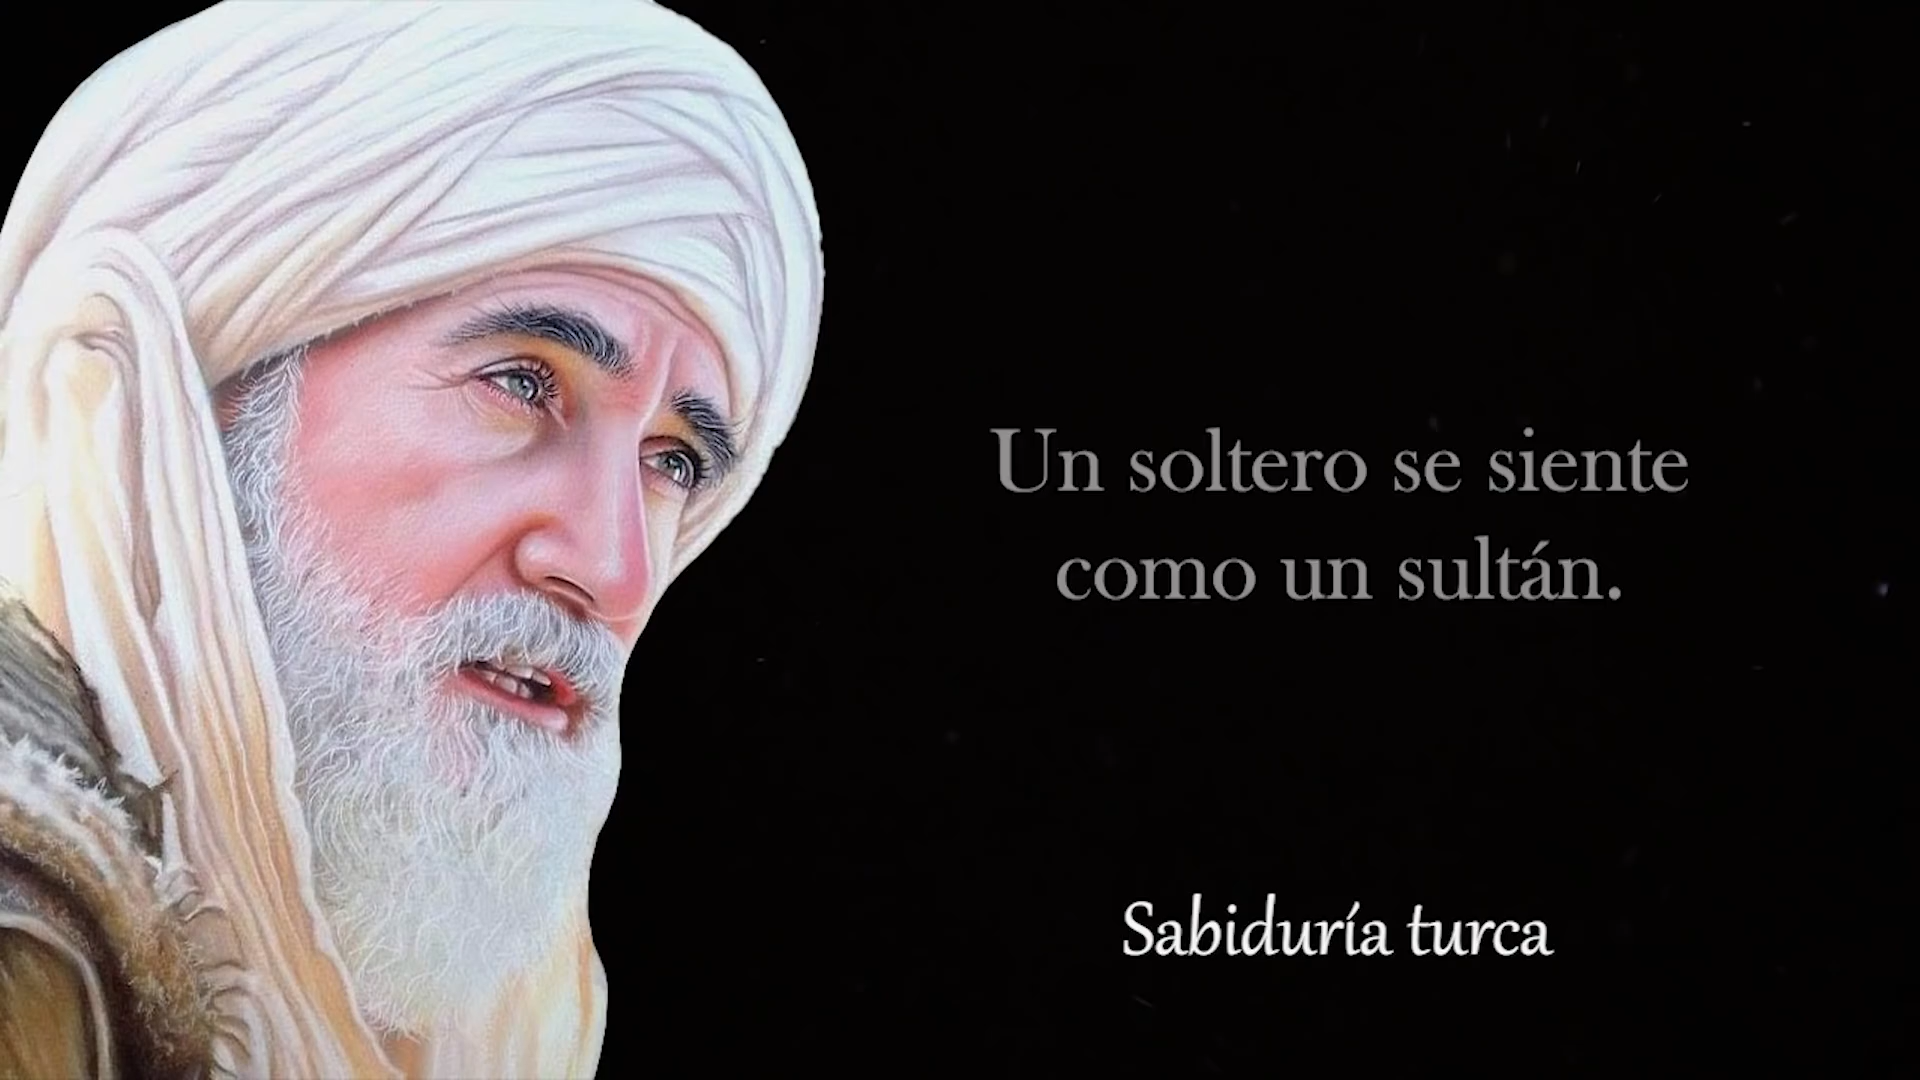 Un soltero se siente
como un sultán.
Sabiduría turca